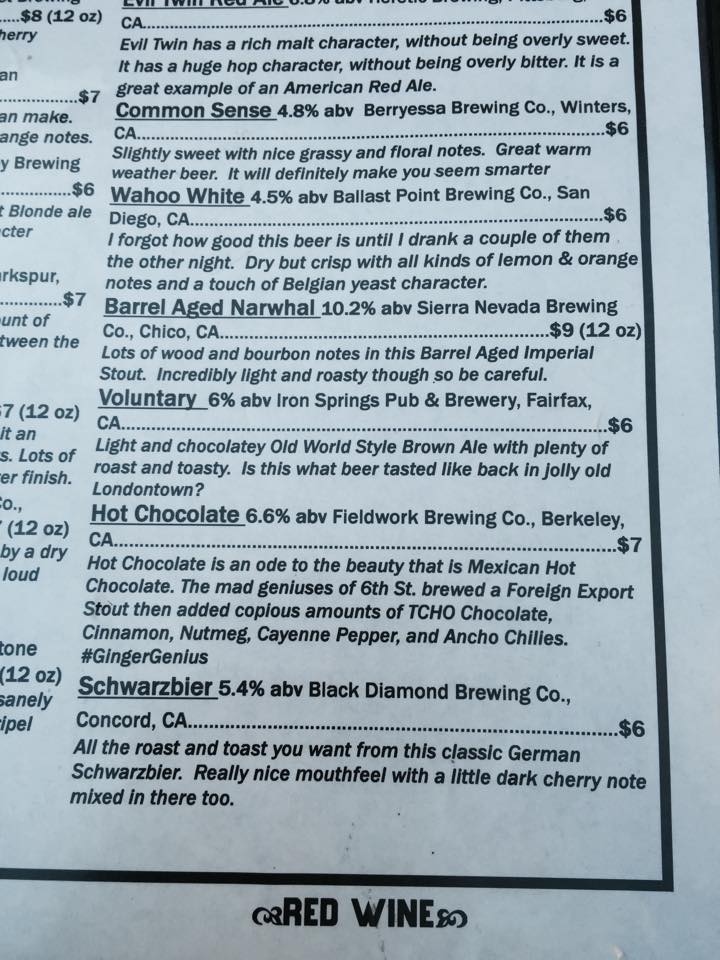 ...$8 (12 oz)
herry
an
...............$7
an make.
ange notes.
y Brewing
...............$6
t Blonde ale
cter
rkspur,
...............$7
unt of
tween the
7 (12 oz)
it an
s. Lots of
er finish.
Co.,
(12 oz)
by a dry
loud
tone
(12 oz)
sanely
ipel
Evil Twin Red Ale
CA...............$6
Evil Twin has a rich malt character, without being overly sweet.
It has a huge hop character, without being overly bitter. It is a
great example of an American Red Ale.
Common Sense 4.8% abv Berryessa Brewing Co., Winters,
CA...............$6
Slightly sweet with nice grassy and floral notes. Great warm
weather beer. It will definitely make you seem smarter
Wahoo White 4.5% abv Ballast Point Brewing Co., San
Diego, CA...............$6
I forgot how good this beer is until I drank a couple of them
the other night. Dry but crisp with all kinds of lemon & orange
notes and a touch of Belgian yeast character.
Barrel Aged Narwhal 10.2% abv Sierra Nevada Brewing
Co., Chico, CA...............$9 (12 oz)
Lots of wood and bourbon notes in this Barrel Aged Imperial
Stout. Incredibly light and roasty though so be careful.
Voluntary 6% abv Iron Springs Pub & Brewery, Fairfax,
CA...............$6
Light and chocolatey Old World Style Brown Ale with plenty of
roast and toasty. Is this what beer tasted like back in jolly old
Londontown?
Hot Chocolate 6.6% abv Fieldwork Brewing Co., Berkeley,
CA...............$7
Hot Chocolate is an ode to the beauty that is Mexican Hot
Chocolate. The mad geniuses of 6th St. brewed a Foreign Export
Stout then added copious amounts of TCHO Chocolate,
Cinnamon, Nutmeg, Cayenne Pepper, and Ancho Chilies.
#GingerGenius
Schwarzbier 5.4% abv Black Diamond Brewing Co.,
Concord, CA...............$6
All the roast and toast you want from this classic German
Schwarzbier. Really nice mouthfeel with a little dark cherry note
mixed in there too.
RED WINE